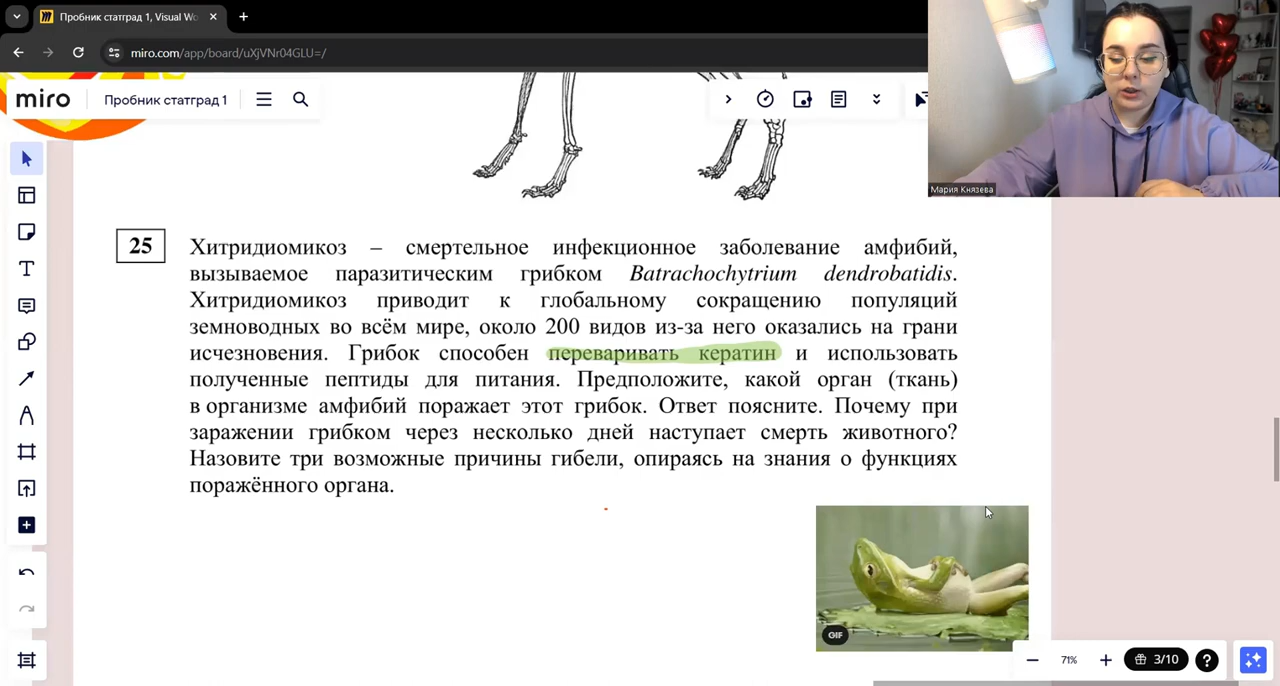 Пробник статград 1, Visual Wo
miro.com/app/board/uXjVNr04GLU=/
miro
Пробник статград 1
Мария Князева
25
Хитридиомикоз – смертельное инфекционное заболевание амфибий,
вызываемое паразитическим грибком Batrachochytrium dendrobatidis.
Хитридиомикоз приводит к глобальному сокращению популяций
земноводных во всём мире, около 200 видов из-за него оказались на грани
исчезновения. Грибок способен переваривать кератин и использовать
полученные пептиды для питания. Предположите, какой орган (ткань)
в организме амфибий поражает этот грибок. Ответ поясните. Почему при
заражении грибком через несколько дней наступает смерть животного?
Назовите три возможные причины гибели, опираясь на знания о функциях
поражённого органа.
GIF
71%
3/10
?